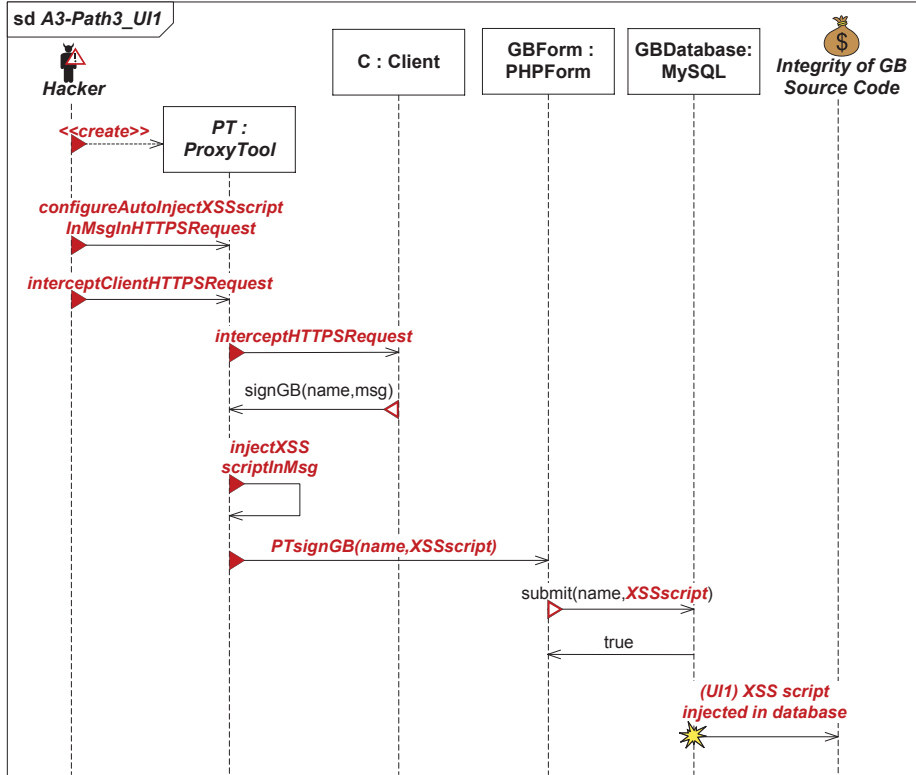 sd A3-Path3_UI1
Hacker
C : Client
GBForm :
PHPForm
GBDatabase:
MySQL
$
Integrity of GB
Source Code
<<create>>
PT :
ProxyTool
configureAutoInjectXSSscript
InMsgInHTTPSRequest
interceptClientHTTPSRequest
interceptHTTPSRequest
signGB(name,msg)
injectXSS
scriptInMsg
PTsignGB(name,XSSscript)
submit(name,XSSscript)
true
(UI1) XSS script
injected in database